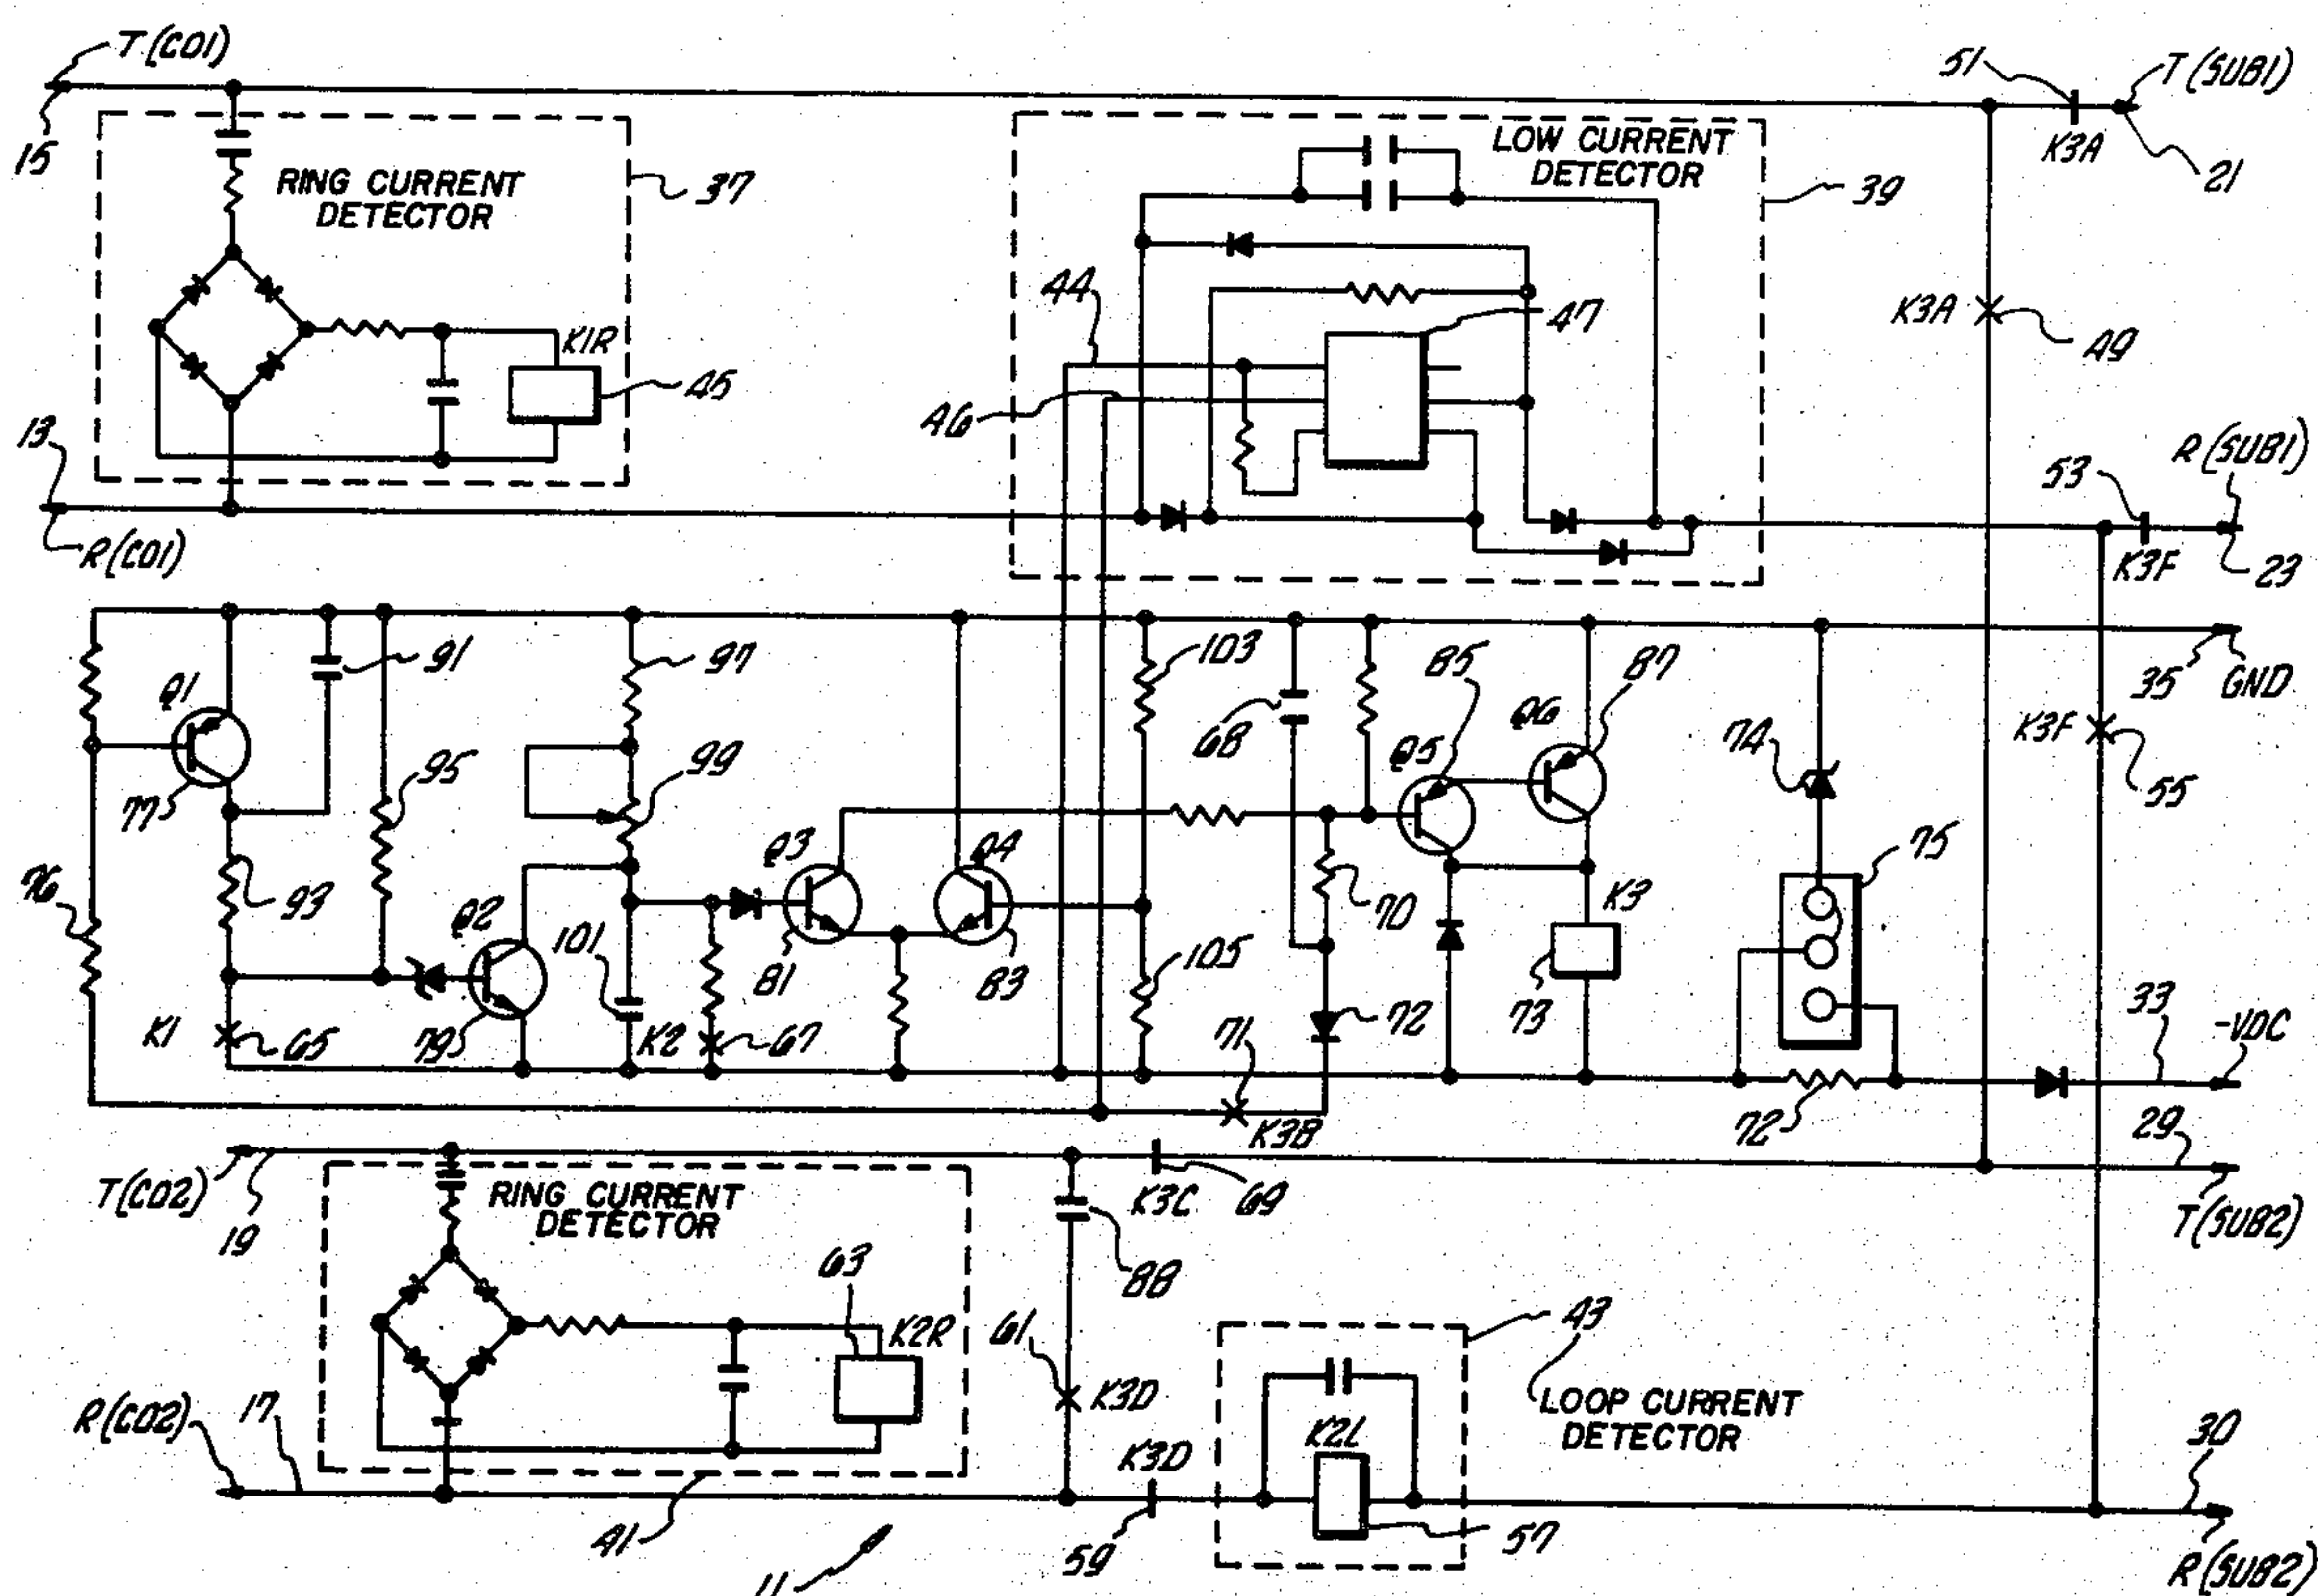 T(CO1)
51
T(SUB1)
15
RING CURRENT
DETECTOR
37
LOW CURRENT
DETECTOR
39
K3A
21
44
47
K3A
49
K1R
45
13
46
53
R(SUB1)
R(CO1)
K3F
23
Q1
91
97
103
85
87
35
GND
68
Q6
74
K3F
77
95
99
Q5
55
76
93
Q3
Q4
75
Q2
101
70
K3
81
83
105
33
-VDC
K1
65
79
K2
67
71
72
73
K3B
72
29
T(CO2)
19
RING CURRENT
DETECTOR
K3C
69
T(SUB2)
88
63
61
43
K2R
K3D
LOOP CURRENT
DETECTOR
R(CO2)
17
K3D
K2L
30
41
59
57
11
R(SUB2)